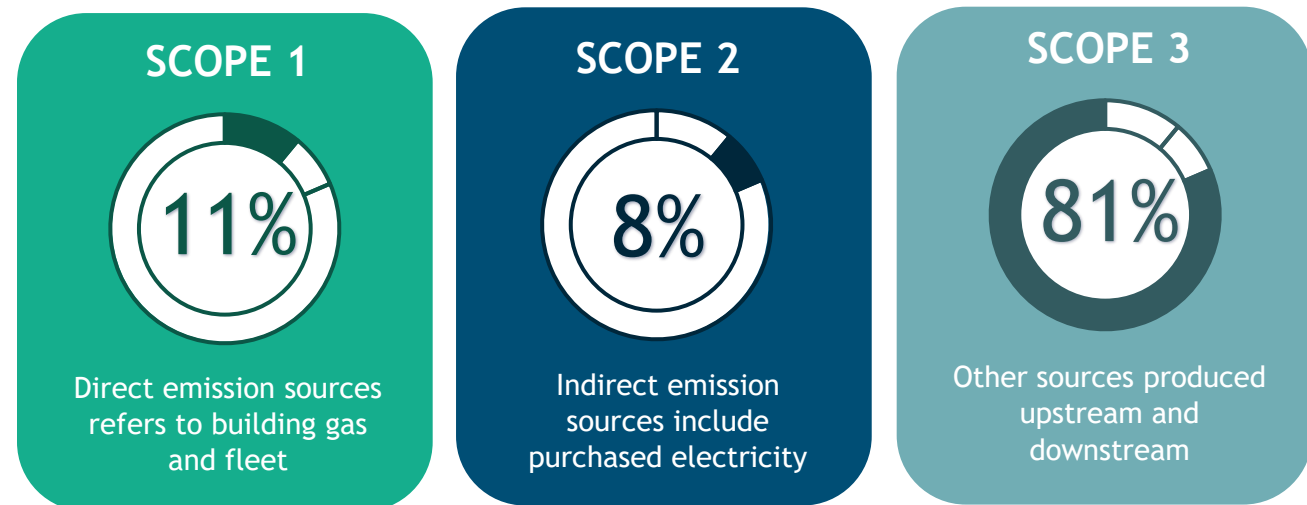 SCOPE 1
11%
Direct emission sources
refers to building gas
and fleet
SCOPE 2
8%
Indirect emission
sources include
purchased electricity
SCOPE 3
81%
Other sources produced
upstream and
downstream